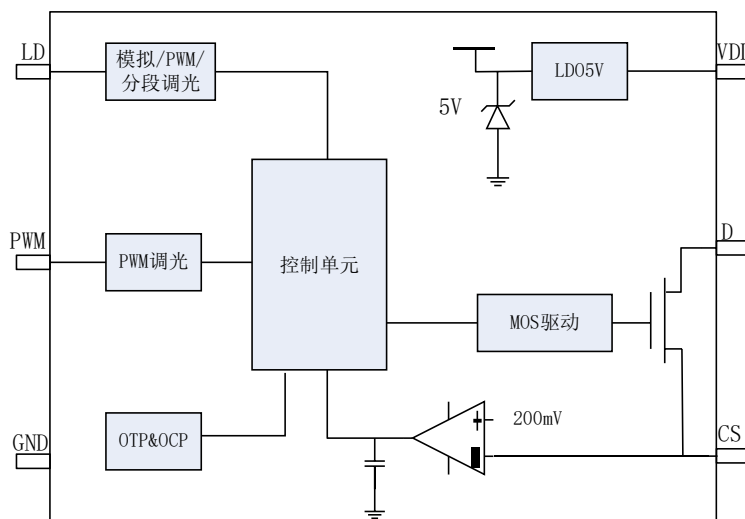 LD
模拟/PWM/
分段调光
LDO5V
VDD
5V
PWM
PWM调光
控制单元
D
MOS驱动
GND
OTP&OCP
200mV
CS